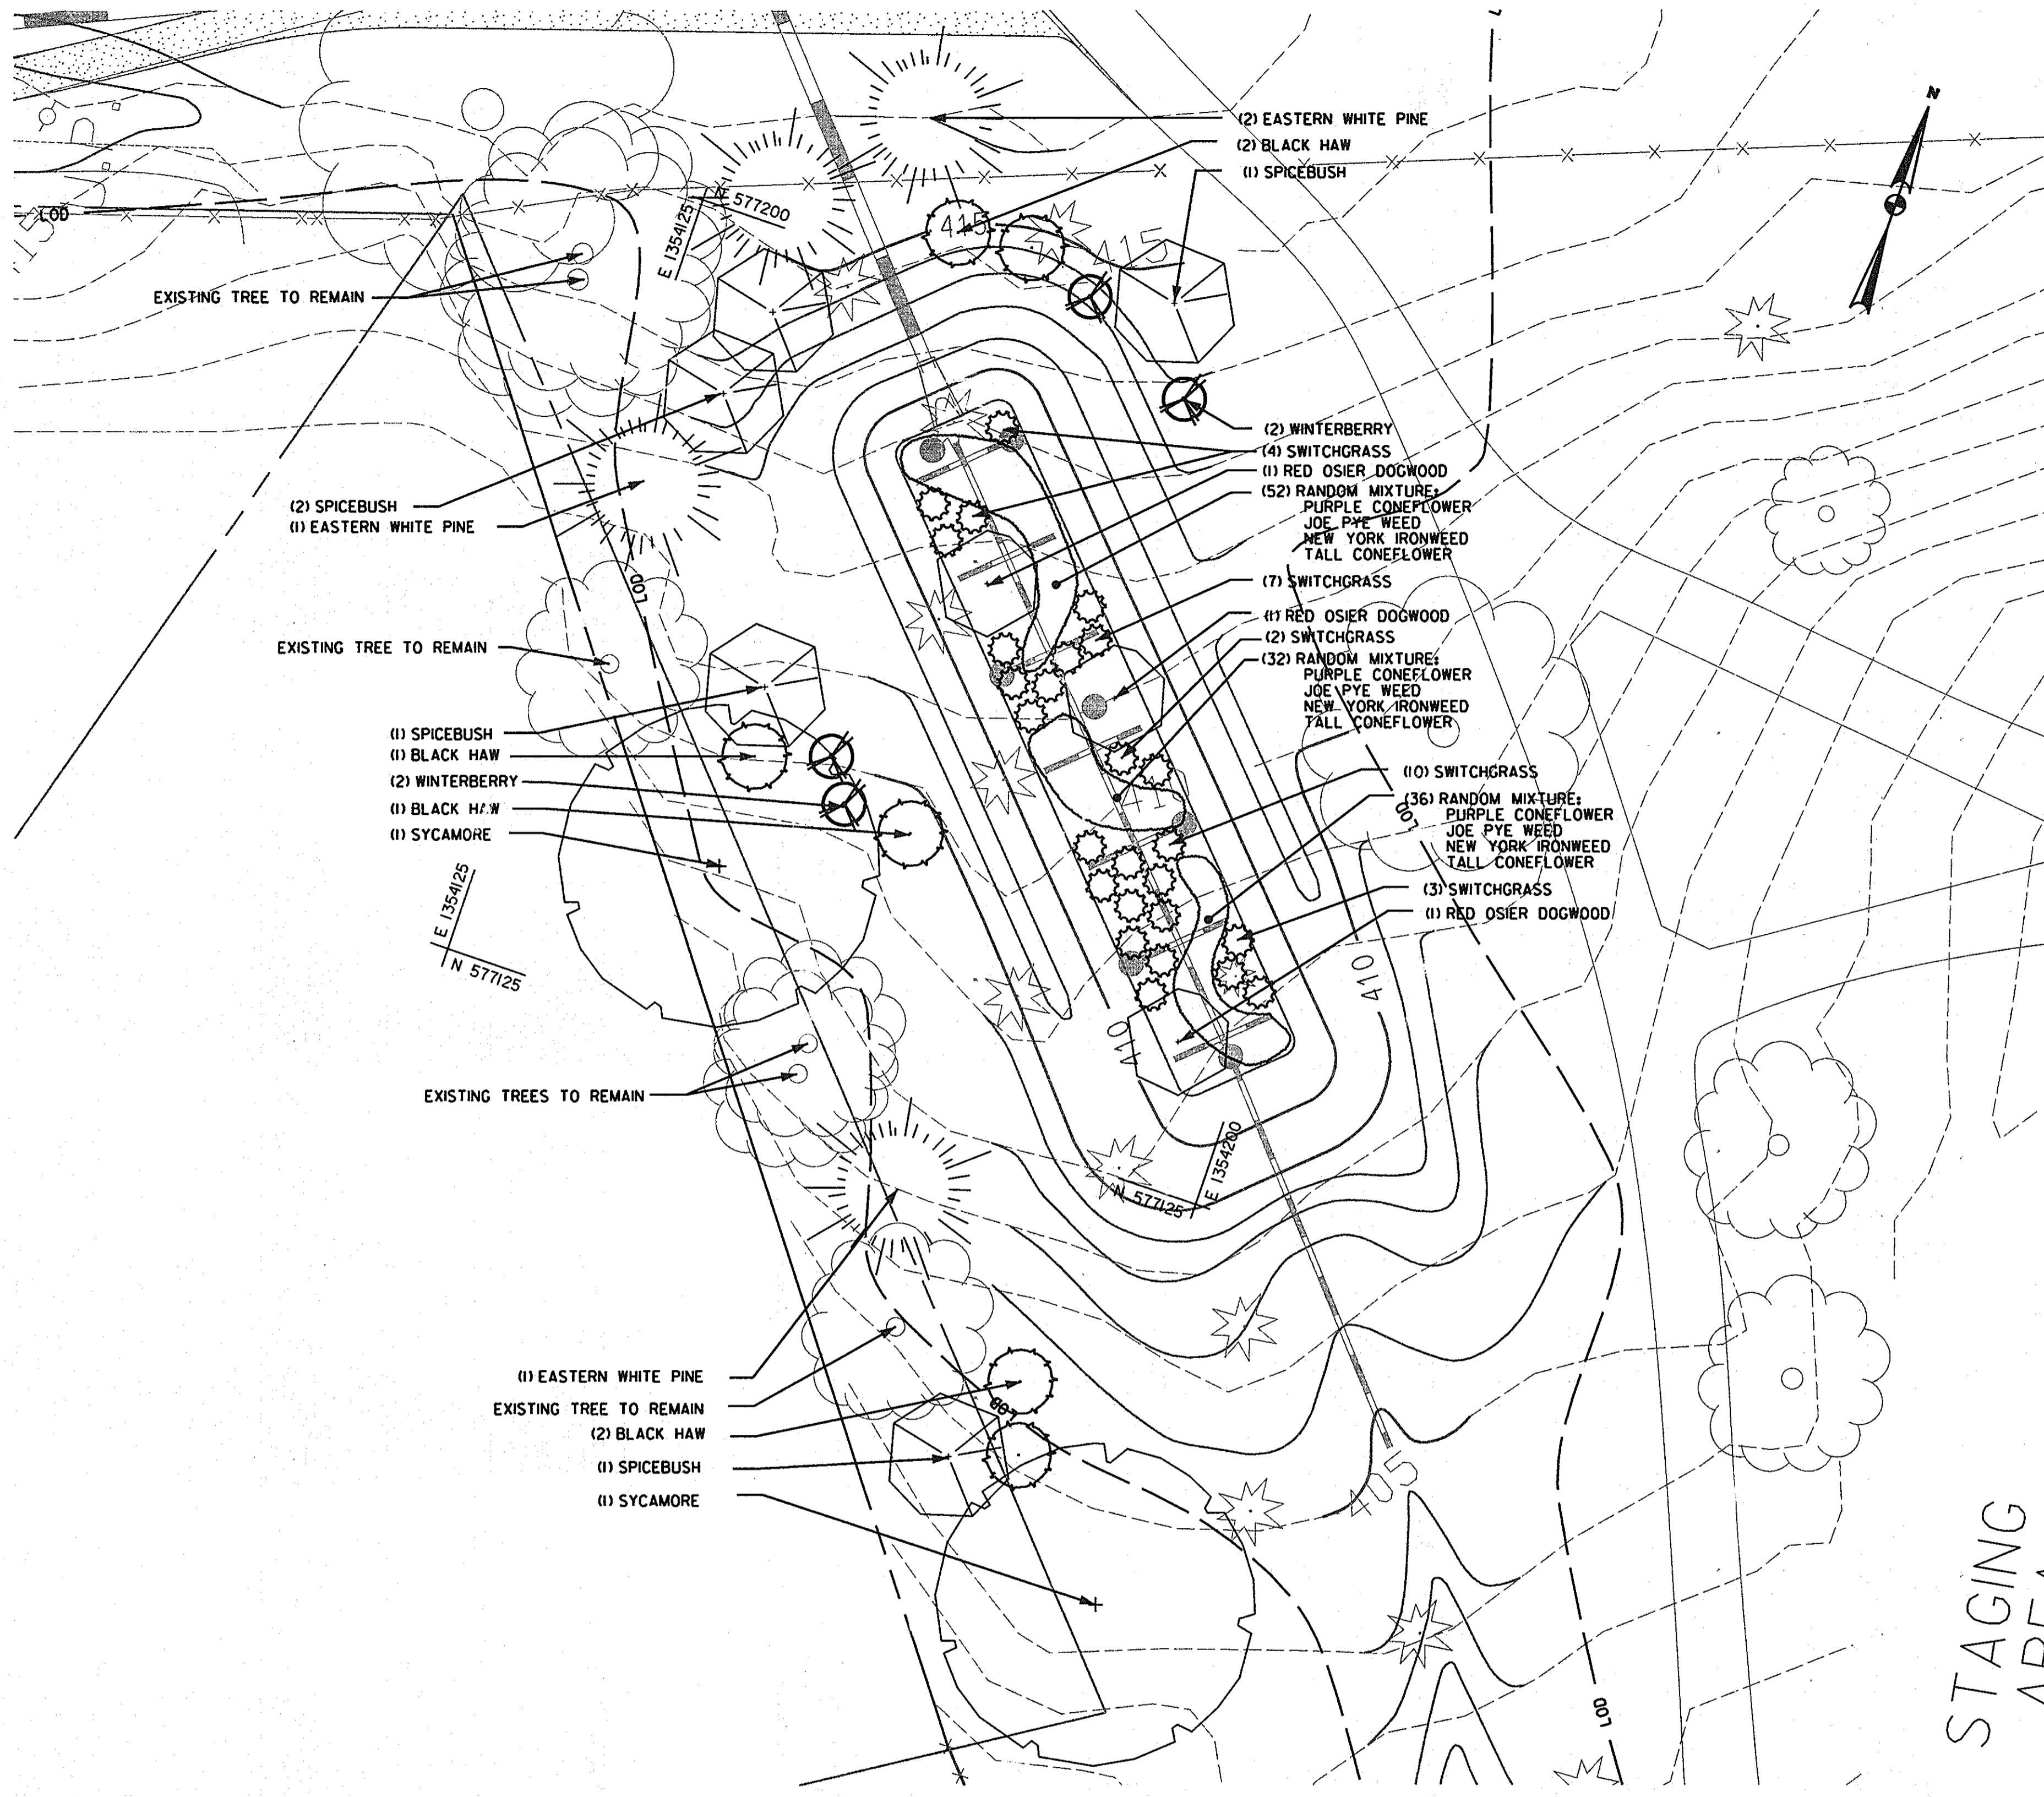 N
(2) EASTERN WHITE PINE
(2) BLACK HAW
(1) SPICEBUSH
LOD
N 577200
E 1354125
415
415
EXISTING TREE TO REMAIN
(2) WINTERBERRY
(4) SWITCHGRASS
(1) RED OSIER DOGWOOD
(52) RANDOM MIXTURE:
PURPLE CONEFLOWER
JOE PYE WEED
NEW YORK IRONWEED
TALL CONEFLOWER
(2) SPICEBUSH
(1) EASTERN WHITE PINE
LOD
(7) SWITCHGRASS
(1) RED OSIER DOGWOOD
(2) SWITCHGRASS
(32) RANDOM MIXTURE:
PURPLE CONEFLOWER
JOE PYE WEED
NEW YORK IRONWEED
TALL CONEFLOWER
EXISTING TREE TO REMAIN
(1) SPICEBUSH
(1) BLACK HAW
(2) WINTERBERRY
(1) BLACK HAW
(1) SYCAMORE
(10) SWITCHGRASS
(36) RANDOM MIXTURE:
PURPLE CONEFLOWER
JOE PYE WEED
NEW YORK IRONWEED
TALL CONEFLOWER
LOD
(3) SWITCHGRASS
(1) RED OSIER DOGWOOD
E 1354125
N 577125
410
410
EXISTING TREES TO REMAIN
N 577125
E 1354200
(1) EASTERN WHITE PINE
EXISTING TREE TO REMAIN
(2) BLACK HAW
LOD
(1) SPICEBUSH
(1) SYCAMORE
405
LOD
STAGING
AREA